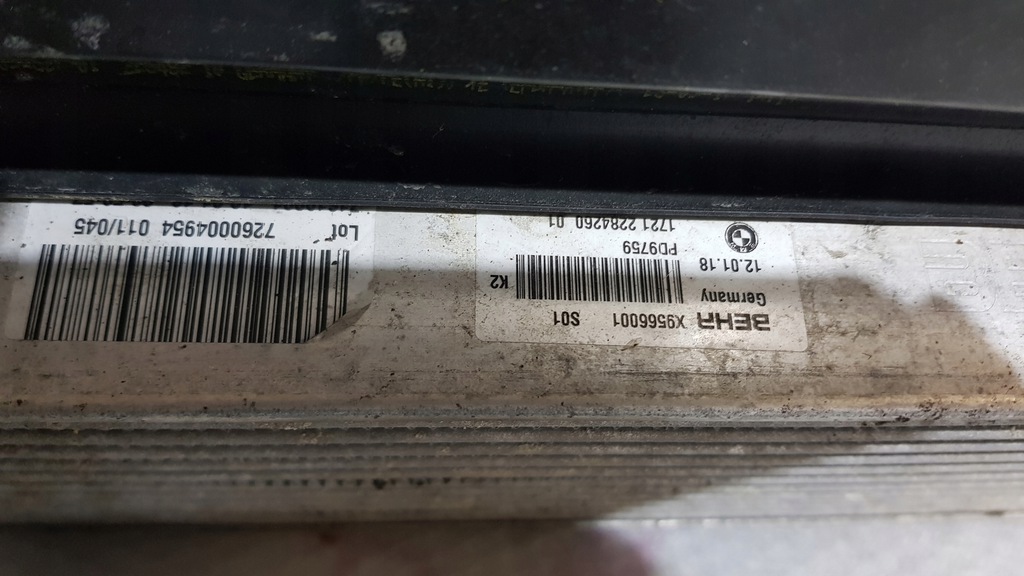 BEHR X9566001 S01
Germany
K2
12.01.18 PD9759
1721 2284260 01
Lot 7260004954 011/045